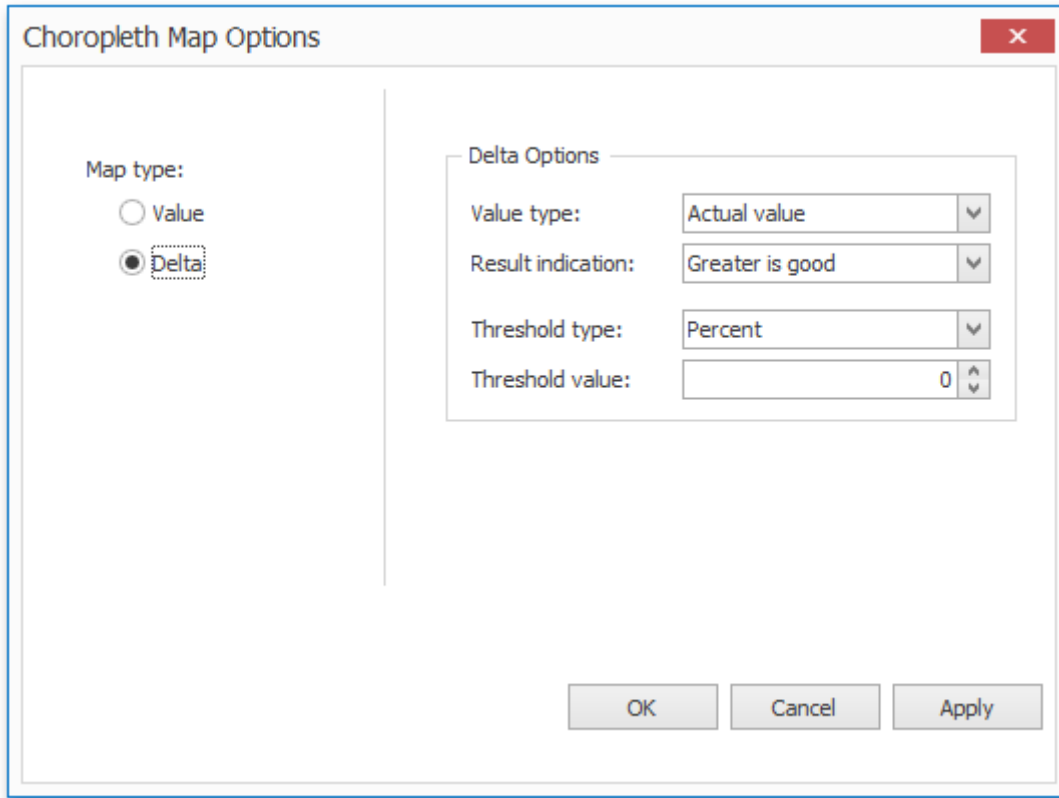 Choropleth Map Options
Map type:
Value
Delta
Delta Options
Value type: Actual value
Result indication: Greater is good
Threshold type: Percent
Threshold value: 0
OK Cancel Apply